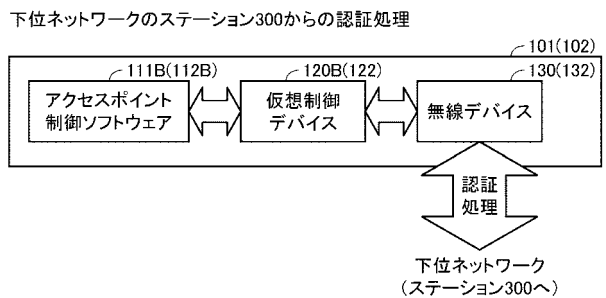 下位ネットワークのステーション300からの認証処理
101(102)
111B(112B)
120B(122)
130(132)
アクセスポイント
制御ソフトウェア
仮想制御
デバイス
無線デバイス
認証
処理
下位ネットワーク
(ステーション300へ)